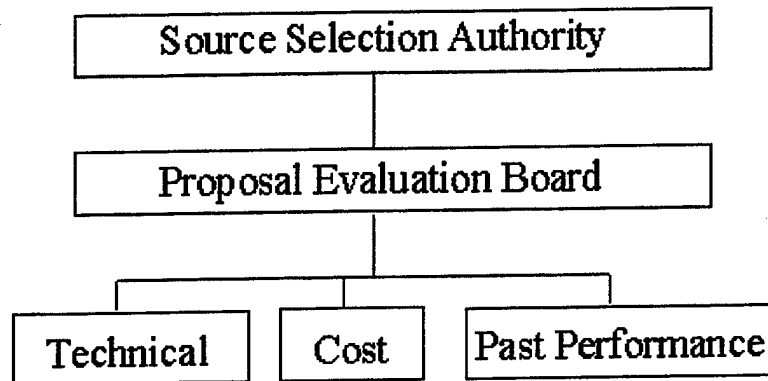 Source Selection Authority
Proposal Evaluation Board
Technical
Cost
Past Performance